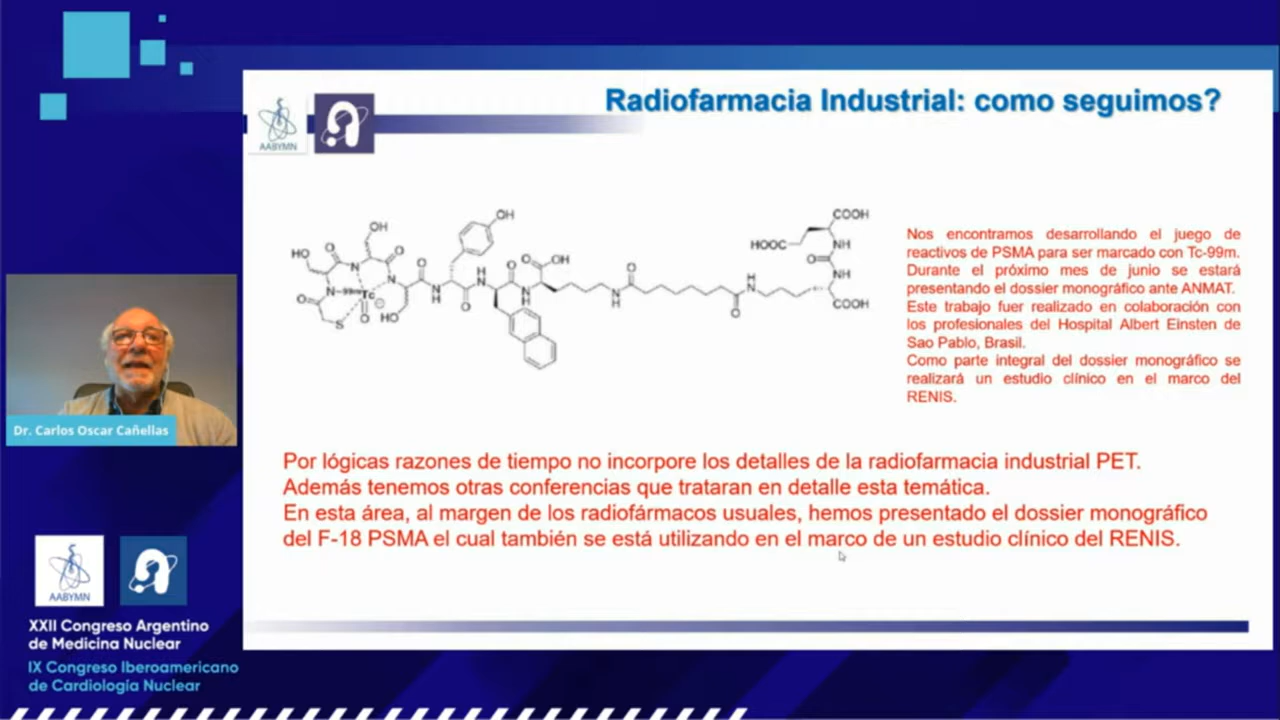 Radiofarmacia Industrial: como seguimos?
AABYMN
OH
OH
HO
O
N
O
N
O
N
99mTc
O
S
O
HO
O
N
H
O
H
N
O
N
H
O
OH
N
H
O
O
H
N
COOH
HOOC
NH
O
NH
COOH
Nos encontramos desarrollando el juego de
reactivos de PSMA para ser marcado con Tc-99m.
Durante el próximo mes de junio se estará
presentando el dossier monográfico ante ANMAT.
Este trabajo fuer realizado en colaboración con
los profesionales del Hospital Albert Einsten de
Sao Pablo, Brasil.
Como parte integral del dossier monográfico se
realizará un estudio clínico en el marco del
RENIS.
Dr. Carlos Oscar Cañellas
Por lógicas razones de tiempo no incorpore los detalles de la radiofarmacia industrial PET.
Además tenemos otras conferencias que trataran en detalle esta temática.
En esta área, al margen de los radiofármacos usuales, hemos presentado el dossier monográfico
del F-18 PSMA el cual también se está utilizando en el marco de un estudio clínico del RENIS.
AABYMN
XXII Congreso Argentino
de Medicina Nuclear
IX Congreso Iberoamericano
de Cardiología Nuclear